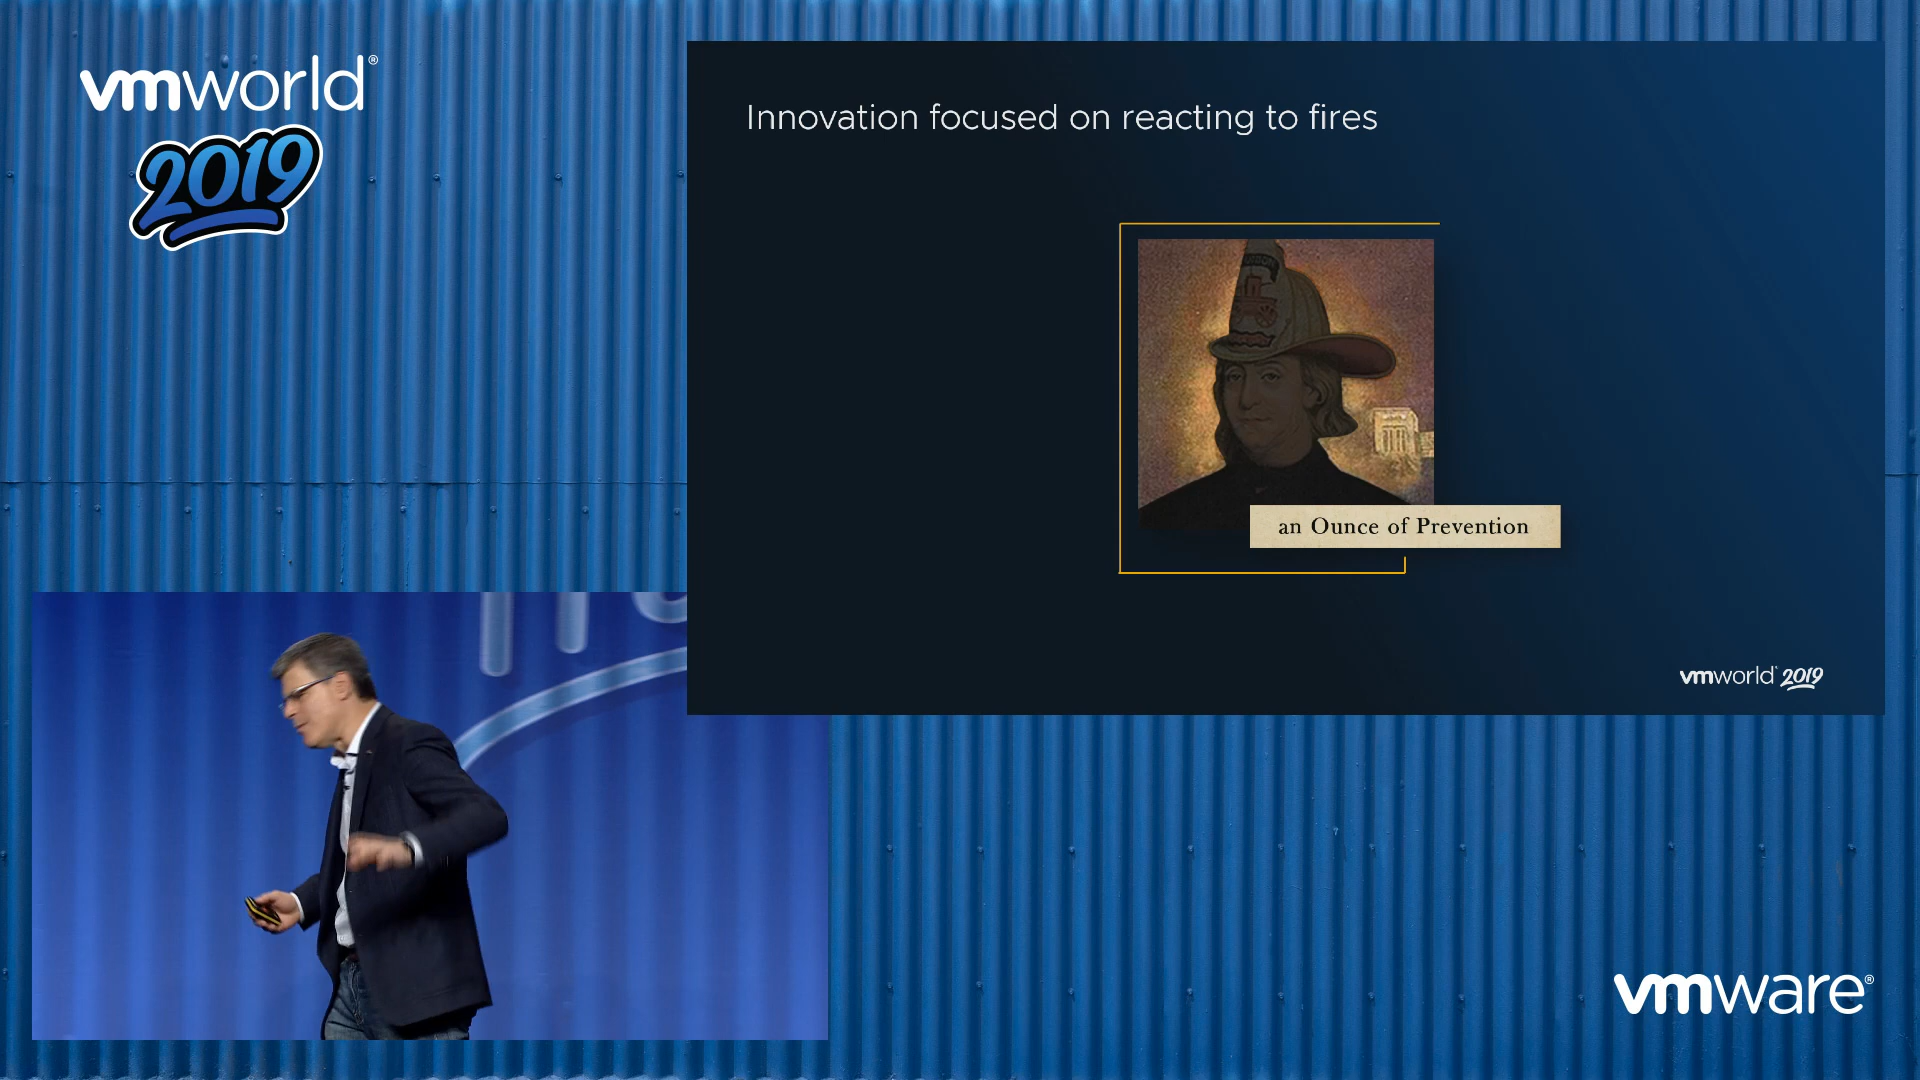 vmworld®
2019
Innovation focused on reacting to fires
an Ounce of Prevention
vmworld® 2019
vmware®